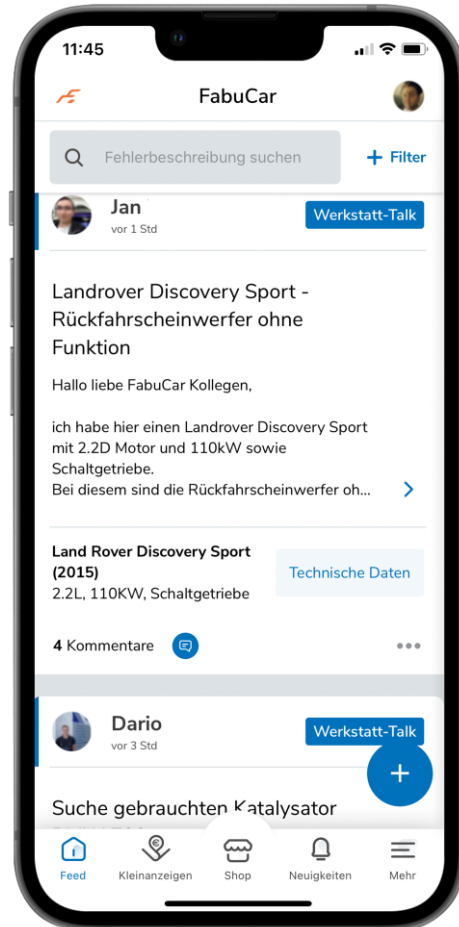 11:45
FabuCar
Fehlerbeschreibung suchen
+ Filter
Jan
vor 1 Std
Werkstatt-Talk
Landrover Discovery Sport -
Rückfahrscheinwerfer ohne
Funktion
Hallo liebe FabuCar Kollegen,
ich habe hier einen Landrover Discovery Sport
mit 2.2D Motor und 110kW sowie
Schaltgetriebe.
Bei diesem sind die Rückfahrscheinwerfer oh...
Land Rover Discovery Sport
(2015)
2.2L, 110KW, Schaltgetriebe
Technische Daten
4 Kommentare
Dario
vor 3 Std
Werkstatt-Talk
+
Suche gebrauchten Katalysator
Feed
Kleinanzeigen
Shop
Neuigkeiten
Mehr